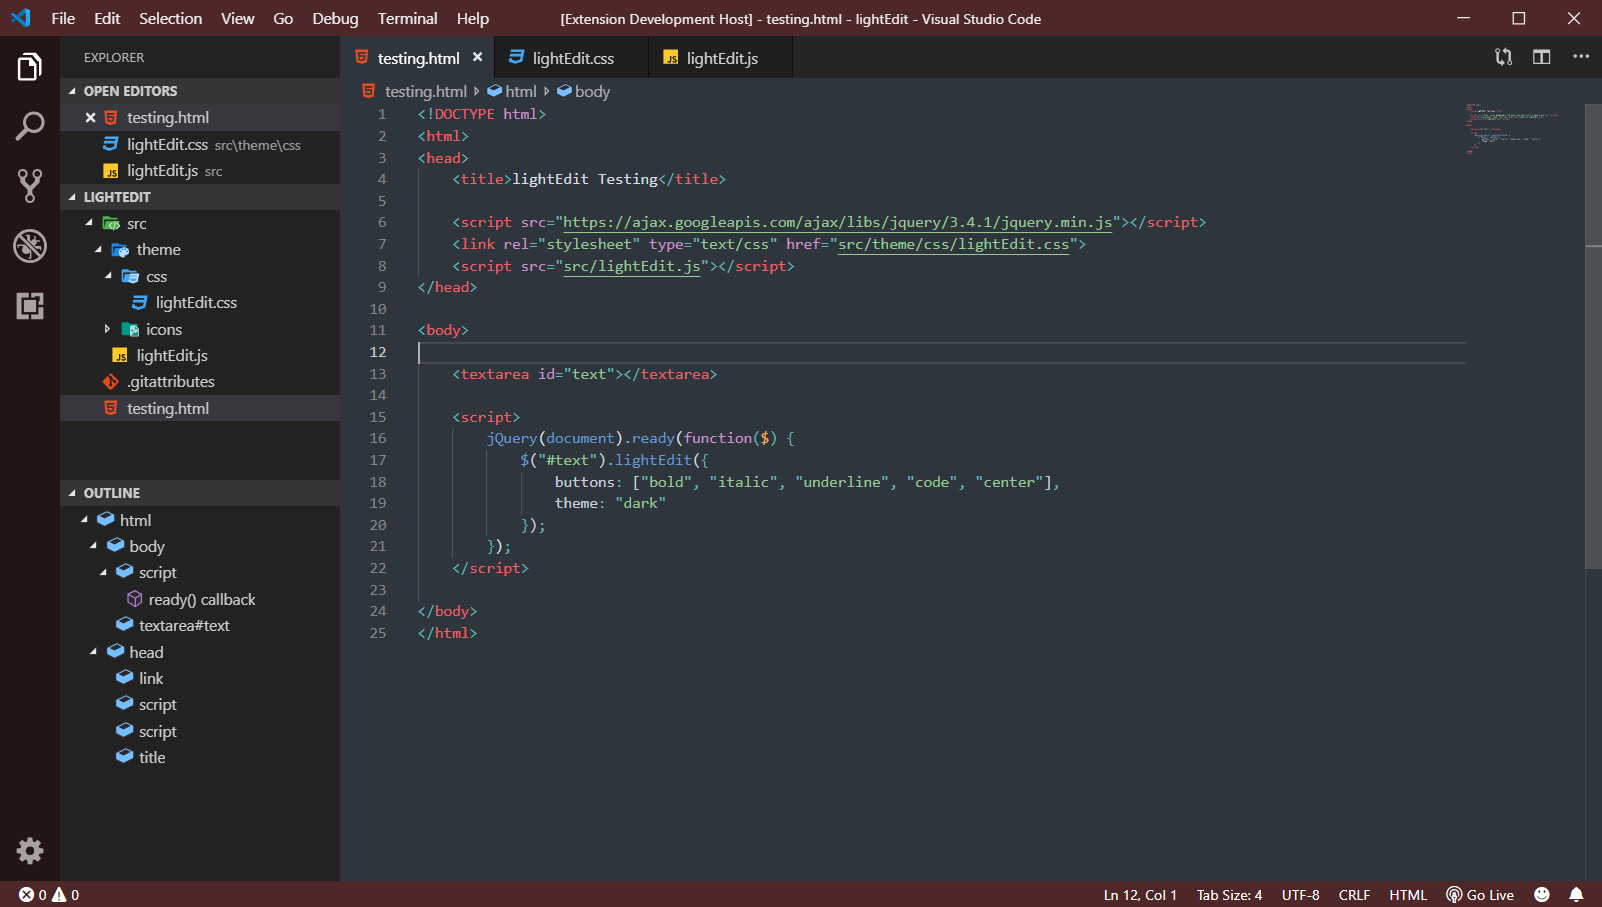 File Edit Selection View Go Debug Terminal Help [Extension Development Host] - testing.html - lightEdit - Visual Studio Code
EXPLORER
OPEN EDITORS
testing.html
lightEdit.css src\theme\css
lightEdit.js src
LIGHTEDIT
src
theme
css
lightEdit.css
icons
lightEdit.js
.gitattributes
testing.html
OUTLINE
html
body
script
ready() callback
textarea#text
head
link
script
script
title
testing.html lightEdit.css lightEdit.js
testing.html html body
1 <!DOCTYPE html>
2 <html>
3 <head>
4 <title>lightEdit Testing</title>
5
6 <script src="https://ajax.googleapis.com/ajax/libs/jquery/3.4.1/jquery.min.js"></script>
7 <link rel="stylesheet" type="text/css" href="src/theme/css/lightEdit.css">
8 <script src="src/lightEdit.js"></script>
9 </head>
10
11 <body>
12
13 <textarea id="text"></textarea>
14
15 <script>
16 jQuery(document).ready(function($) {
17 $("#text").lightEdit({
18 buttons: ["bold", "italic", "underline", "code", "center"],
19 theme: "dark"
20 });
21 });
22 </script>
23
24 </body>
25 </html>
0 0 Ln 12, Col 1 Tab Size: 4 UTF-8 CRLF HTML Go Live